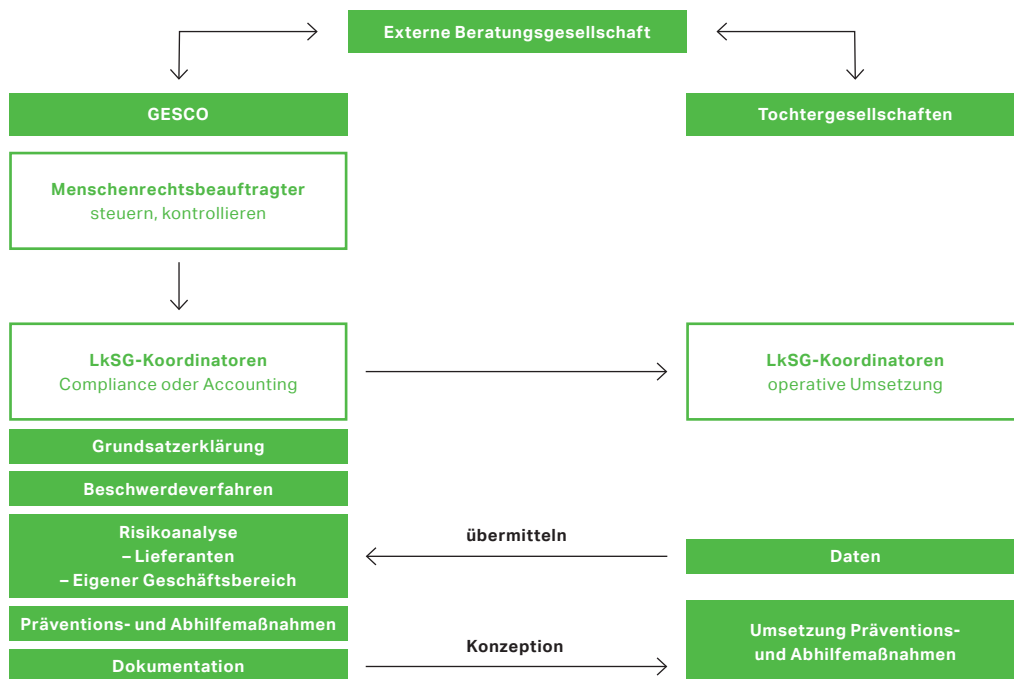 Externe Beratungsgesellschaft
GESCO
Tochtergesellschaften
Menschenrechtsbeauftragter
steuern, kontrollieren
LkSG-Koordinatoren
Compliance oder Accounting
LkSG-Koordinatoren
operative Umsetzung
Grundsatzerklärung
Beschwerdeverfahren
Risikoanalyse
– Lieferanten
– Eigener Geschäftsbereich
übermitteln
Daten
Präventions- und Abhilfemaßnahmen
Dokumentation
Konzeption
Umsetzung Präventions-
und Abhilfemaßnahmen